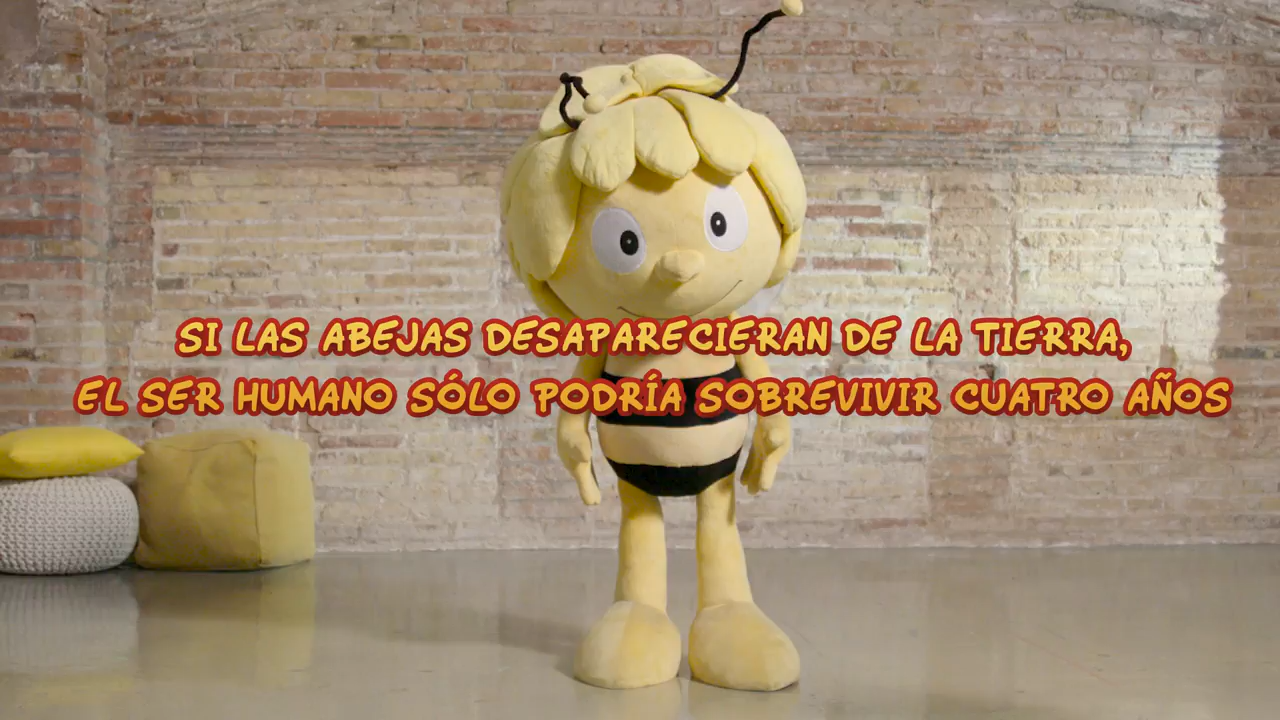 SI LAS ABEJAS DESAPARECIERAN DE LA TIERRA,
EL SER HUMANO SÓLO PODRÍA SOBREVIVIR CUATRO AÑOS